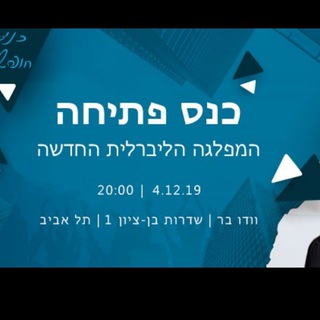 כנס פתיחה
המפלגה הליברלית החדשה
20:00 | 4.12.19
וודו בר | שדרות בן-ציון 1 | תל אביב